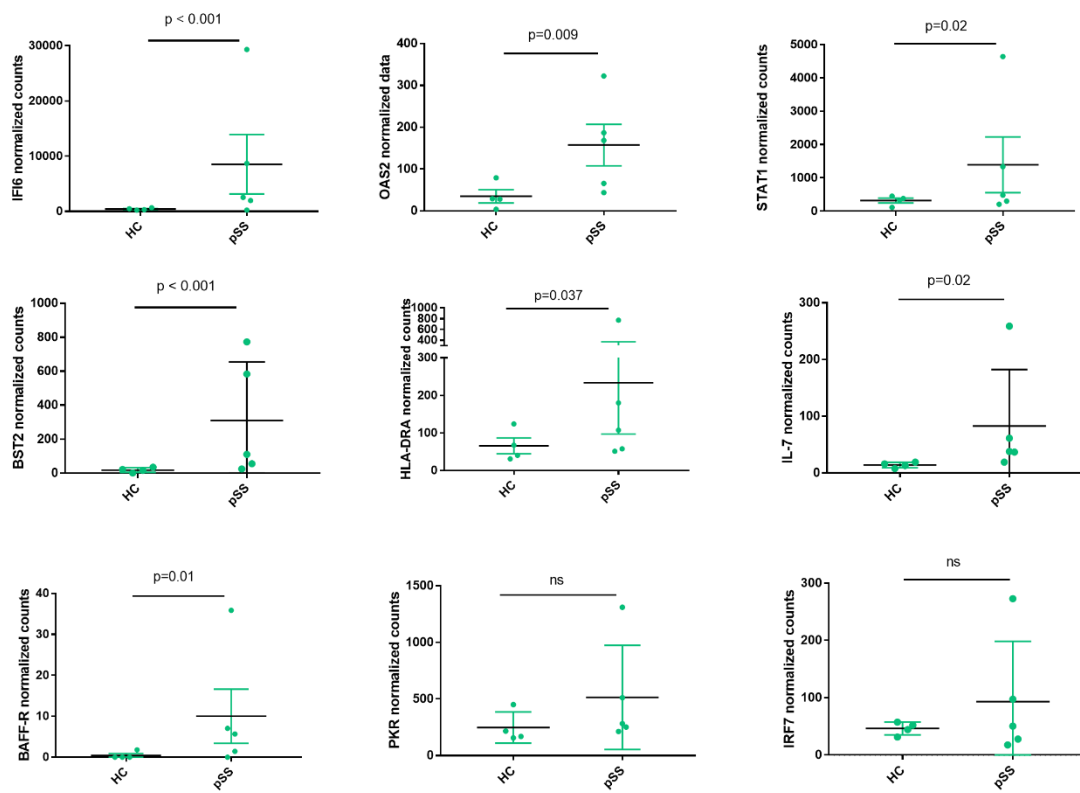 p < 0.001
IFI6 normalized counts
30000
20000
10000
0
HC
pSS
p=0.009
OAS2 normalized data
400
300
200
100
0
HC
pSS
p=0.02
STAT1 normalized counts
5000
4000
3000
2000
1000
0
HC
pSS
p < 0.001
BST2 normalized counts
1000
800
600
400
200
0
HC
pSS
p=0.037
HLA-DRA normalized counts
1000
800
600
400
300
200
100
0
HC
pSS
p=0.02
IL-7 normalized counts
300
200
100
0
HC
pSS
p=0.01
BAFF-R normalized counts
40
30
20
10
0
HC
pSS
ns
PKR normalized counts
1500
1000
500
0
HC
pSS
ns
IRF7 normalized counts
300
200
100
0
HC
pSS